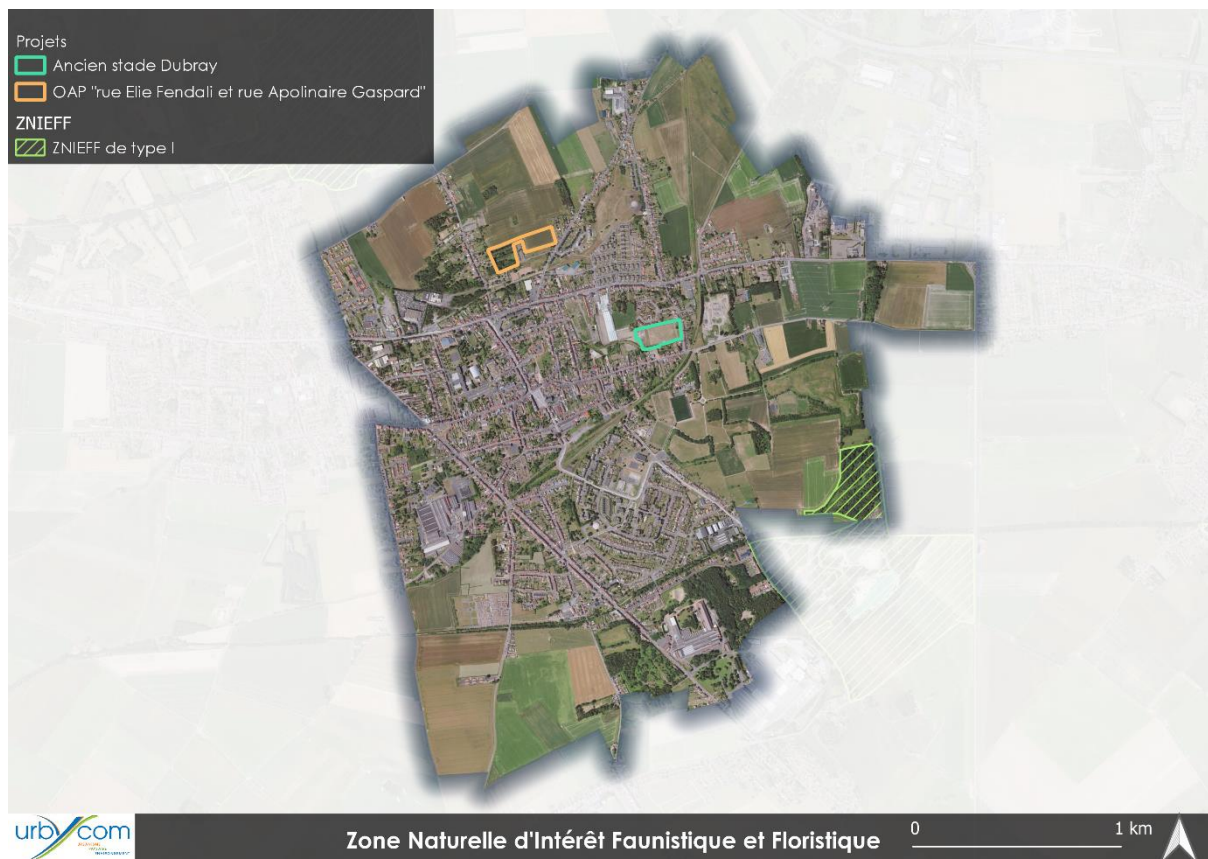 Projets
Ancien stade Dubray
OAP "rue Elie Fendali et rue Apolinaire Gaspard"
ZNIEFF
ZNIEFF de type I
urbycom
Zone Naturelle d'Intérêt Faunistique et Floristique
0
1 km